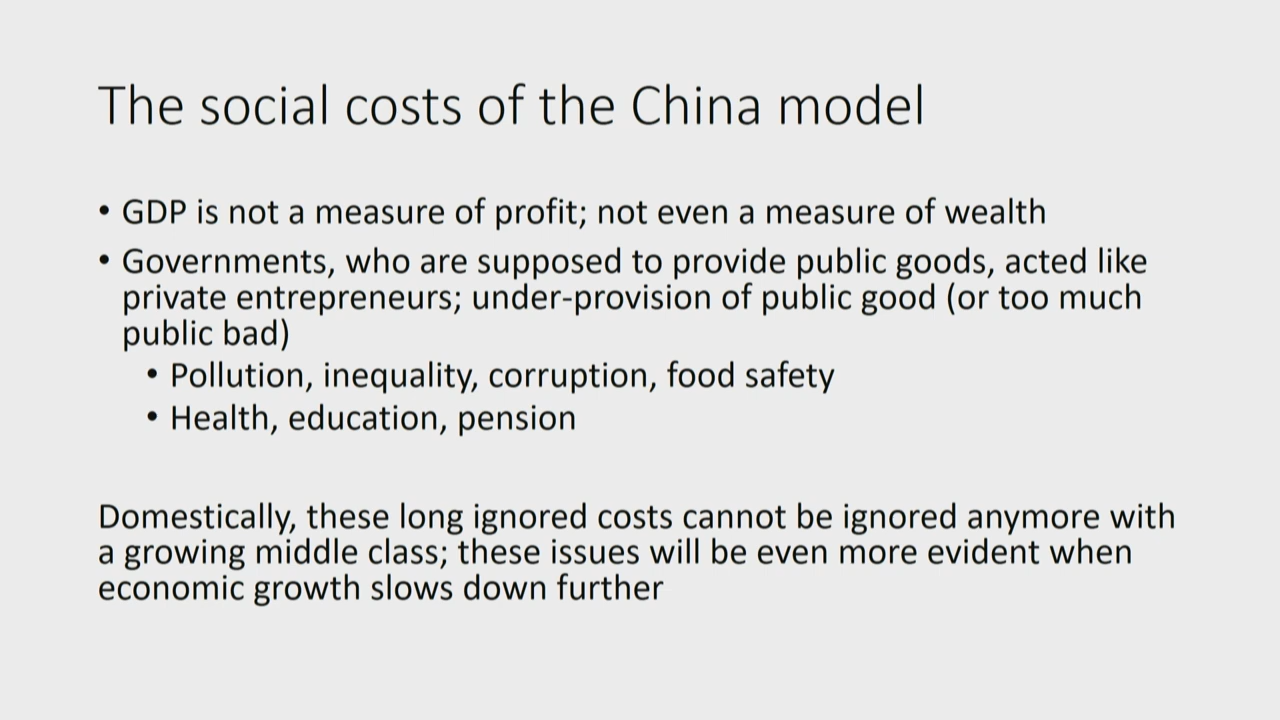 The social costs of the China model
• GDP is not a measure of profit; not even a measure of wealth
• Governments, who are supposed to provide public goods, acted like
private entrepreneurs; under-provision of public good (or too much
public bad)
• Pollution, inequality, corruption, food safety
• Health, education, pension
Domestically, these long ignored costs cannot be ignored anymore with
a growing middle class; these issues will be even more evident when
economic growth slows down further